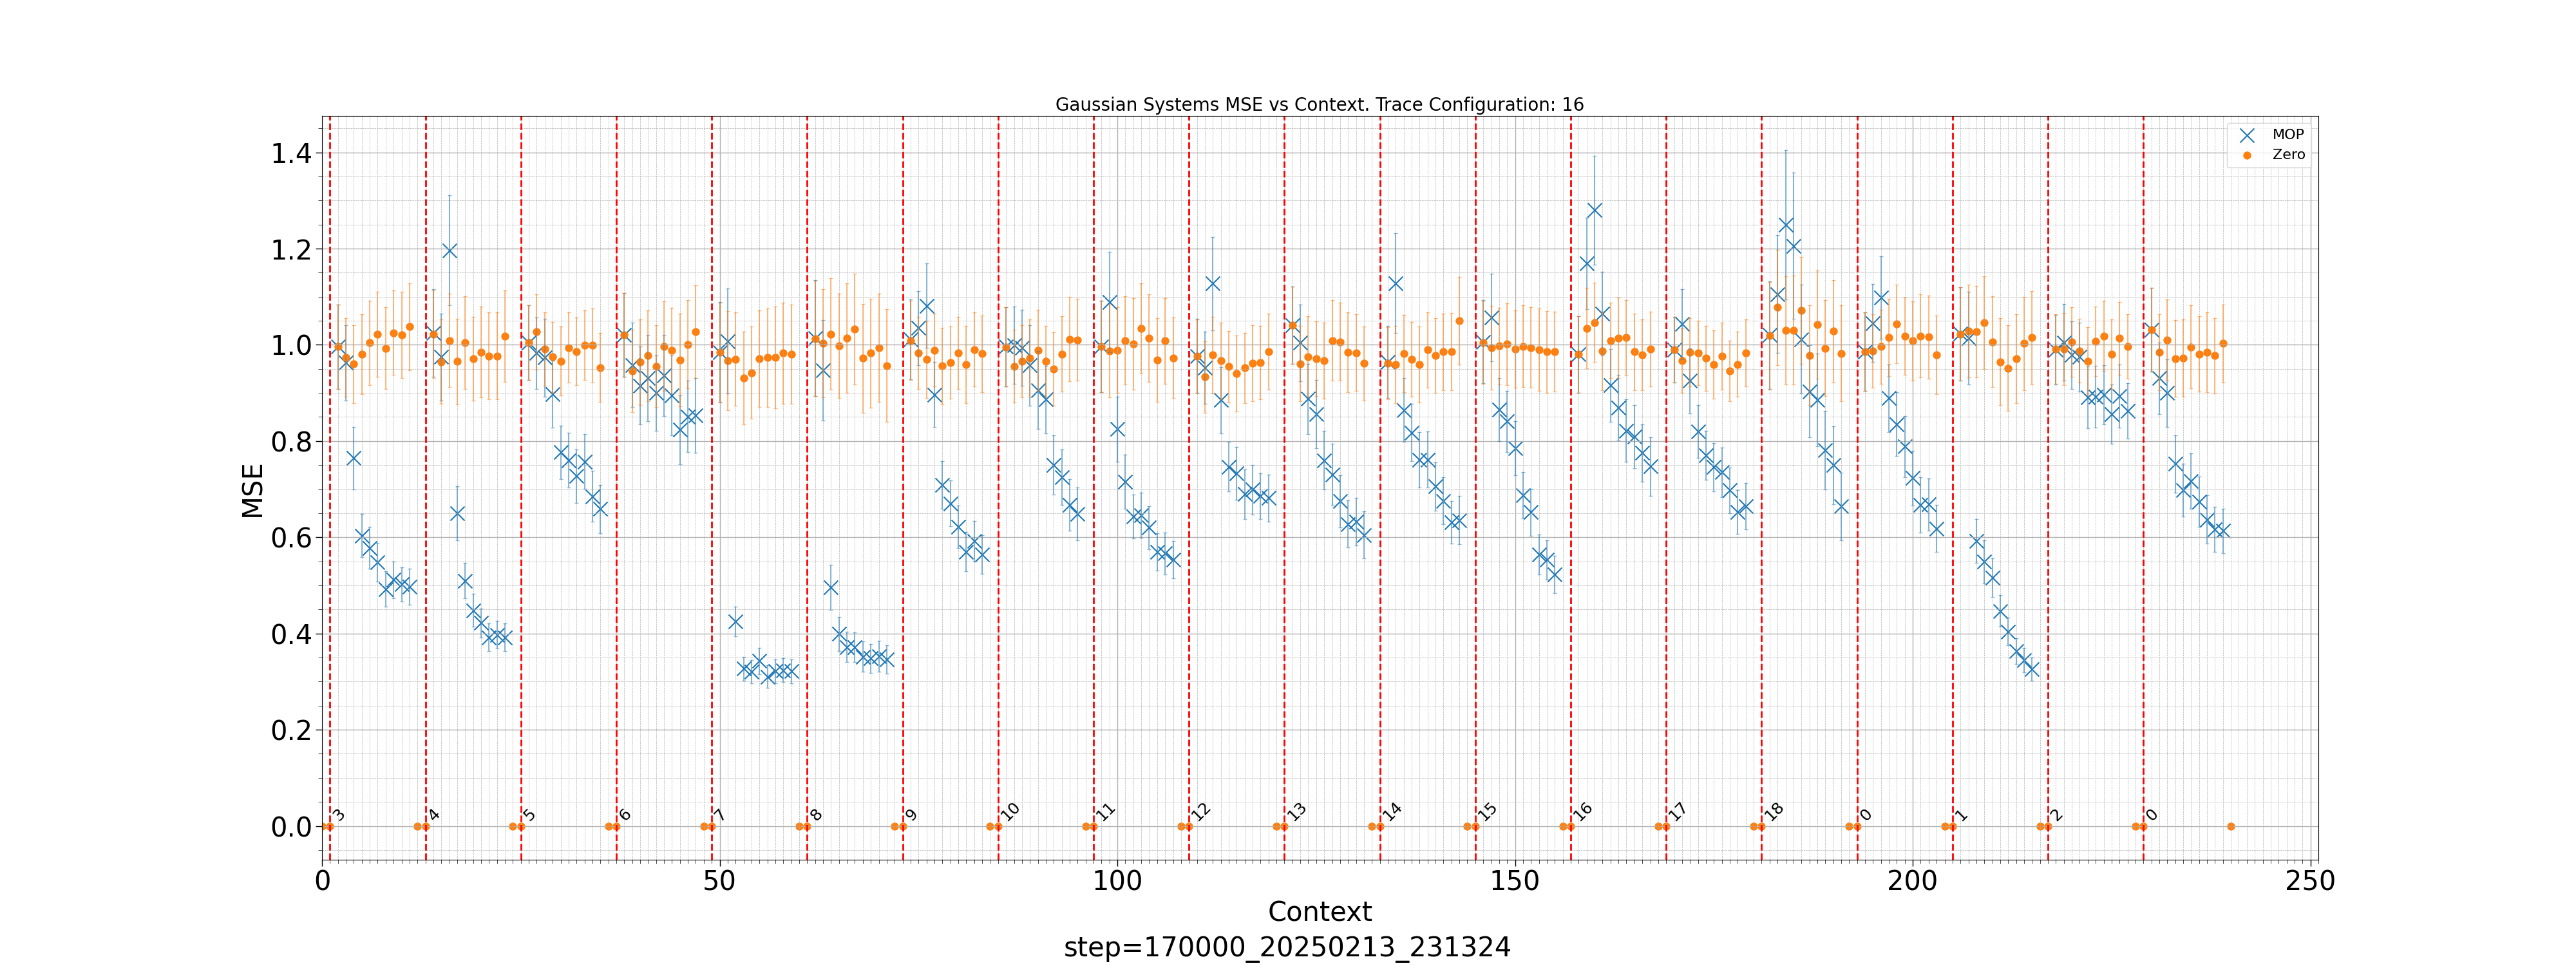 Gaussian Systems MSE vs Context. Trace Configuration: 16
MOP
Zero
1.4
1.2
1.0
0.8
0.6
0.4
0.2
0.0
MSE
3 4 5 6 7 8 9 10 11 12 13 14 15 16 17 18 0 1 2 0
0 50 100 150 200 250
Context
step=170000_20250213_231324